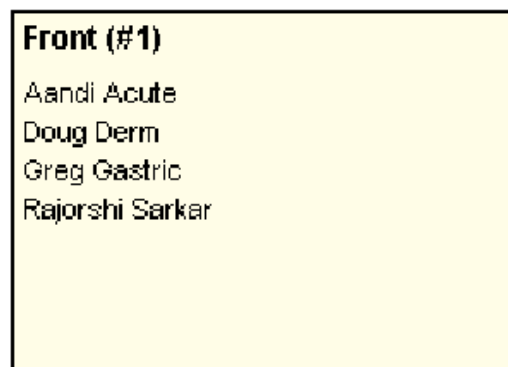 Front (#1)
Aandi Acute
Doug Derm
Greg Gastric
Rajorshi Sarkar